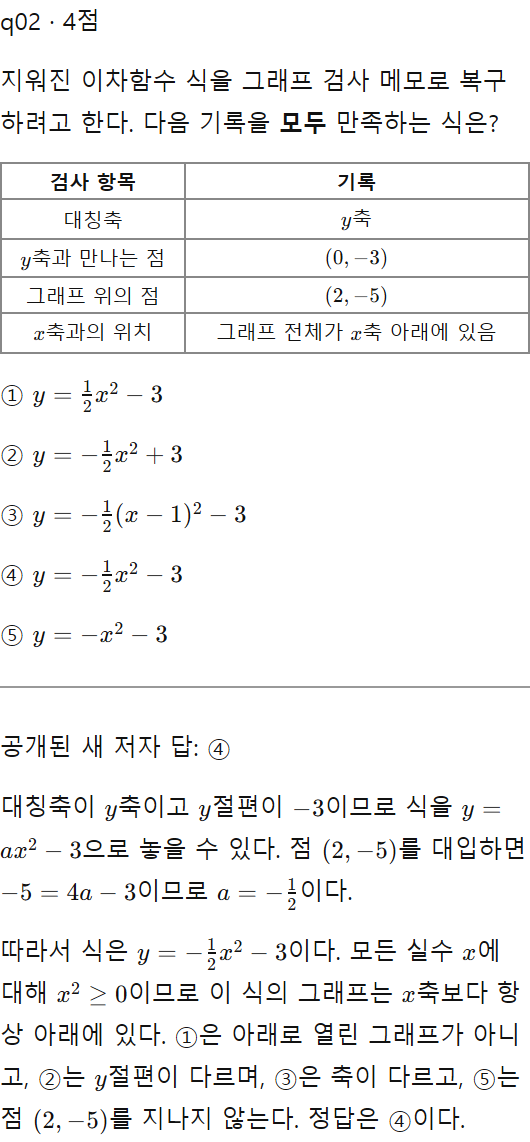 q02 · 4점
지워진 이차함수 식을 그래프 검사 메모로 복구
하려고 한다. 다음 기록을 모두 만족하는 식은?
검사 항목 기록
대칭축 y축
y축과 만나는 점 (0, −3)
그래프 위의 점 (2, −5)
x축과의 위치 그래프 전체가 x축 아래에 있음
① y = 1/2 x² − 3
② y = −1/2 x² + 3
③ y = −1/2 (x − 1)² − 3
④ y = −1/2 x² − 3
⑤ y = −x² − 3
공개된 새 저자 답: ④
대칭축이 y축이고 y절편이 −3이므로 식을 y =
ax² − 3으로 놓을 수 있다. 점 (2, −5)를 대입하면
−5 = 4a − 3이므로 a = −1/2이다.
따라서 식은 y = −1/2 x² − 3이다. 모든 실수 x에
대해 x² ≥ 0이므로 이 식의 그래프는 x축보다 항
상 아래에 있다. ①은 아래로 열린 그래프가 아니
고, ②는 y절편이 다르며, ③은 축이 다르고, ⑤는
점 (2, −5)를 지나지 않는다. 정답은 ④이다.